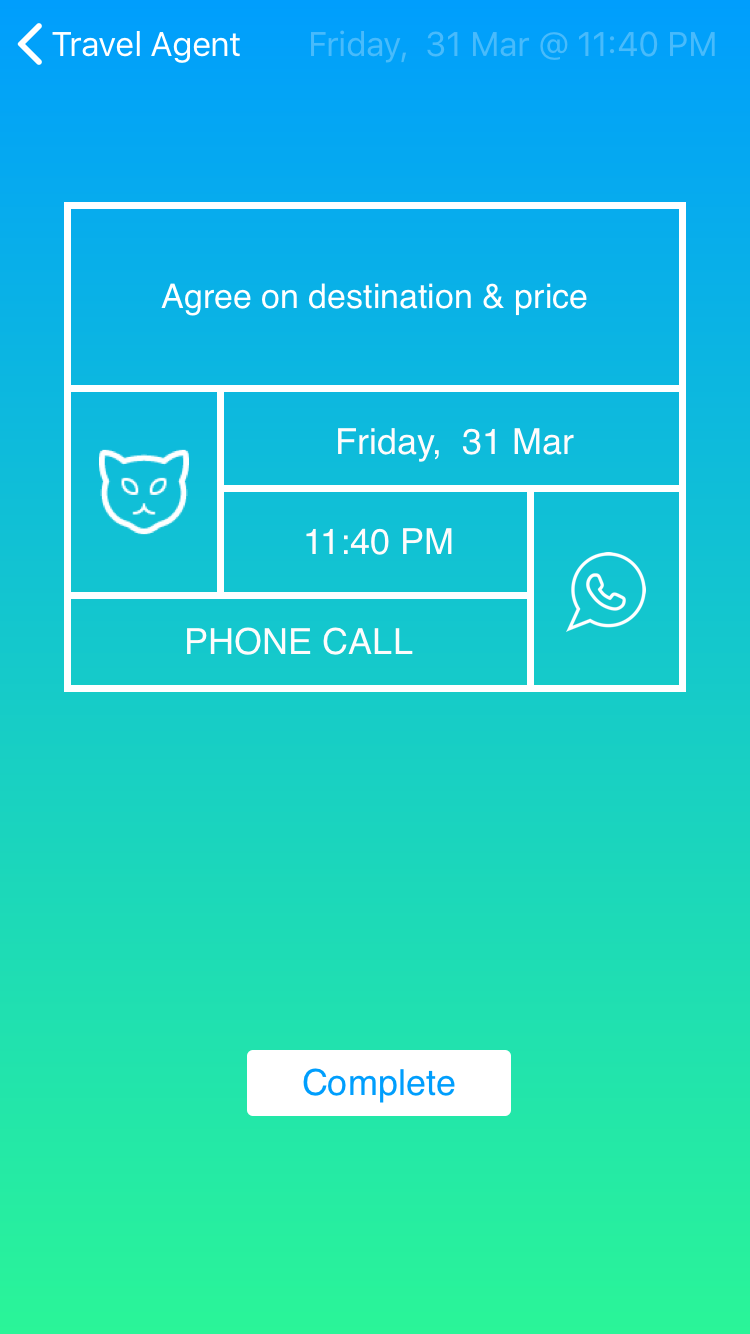 Travel Agent
Friday,  31 Mar @ 11:40 PM
Agree on destination & price
Friday,  31 Mar
11:40 PM
PHONE CALL
Complete